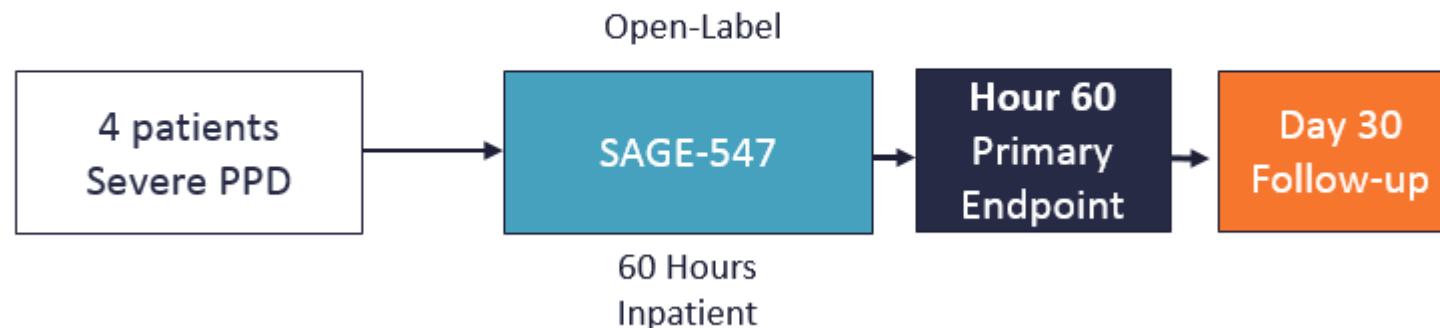 Open-Label
4 patients
Severe PPD
SAGE-547
Hour 60
Primary
Endpoint
Day 30
Follow-up
60 Hours
Inpatient